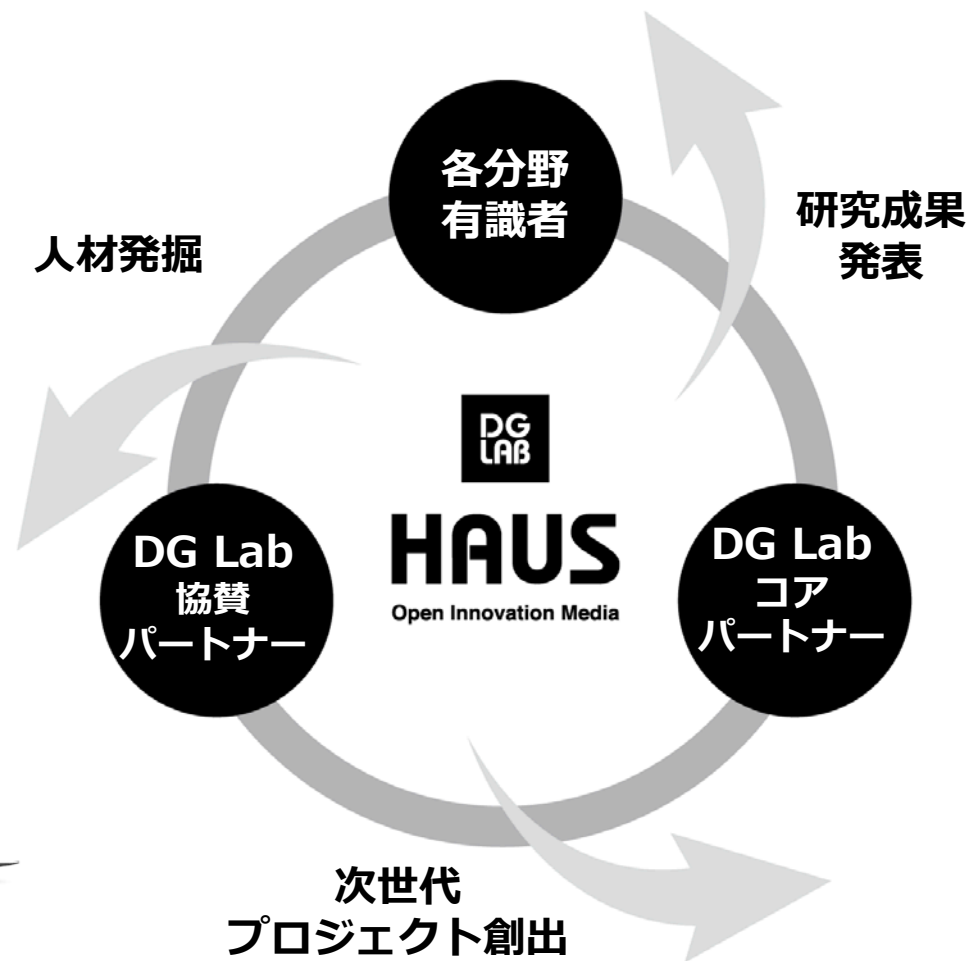 各分野
有識者
人材発掘
研究成果
発表
DG
LAB
HAUS
Open Innovation Media
DG Lab
協賛
パートナー
DG Lab
コア
パートナー
次世代
プロジェクト創出